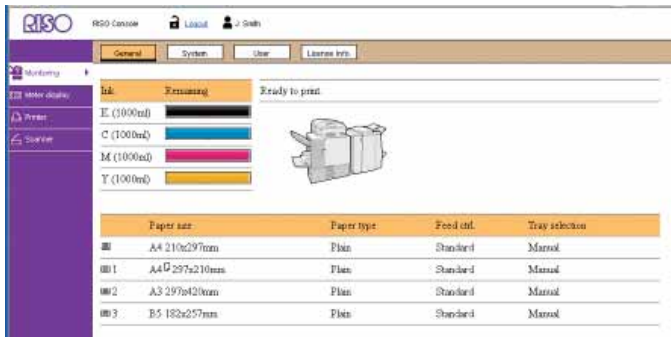 RISO RISO Console Logout J. Smith
General System User License Info.
Monitoring
Meter display
Printer
Scanner
Ink Remaining Ready to print.
K (1000ml)
C (1000ml)
M (1000ml)
Y (1000ml)
Paper size Paper type Feed ctrl. Tray selection
A4 210x297mm Plain Standard Manual
1 A4 297x210mm Plain Standard Manual
2 A3 297x420mm Plain Standard Manual
3 B5 182x257mm Plain Standard Manual